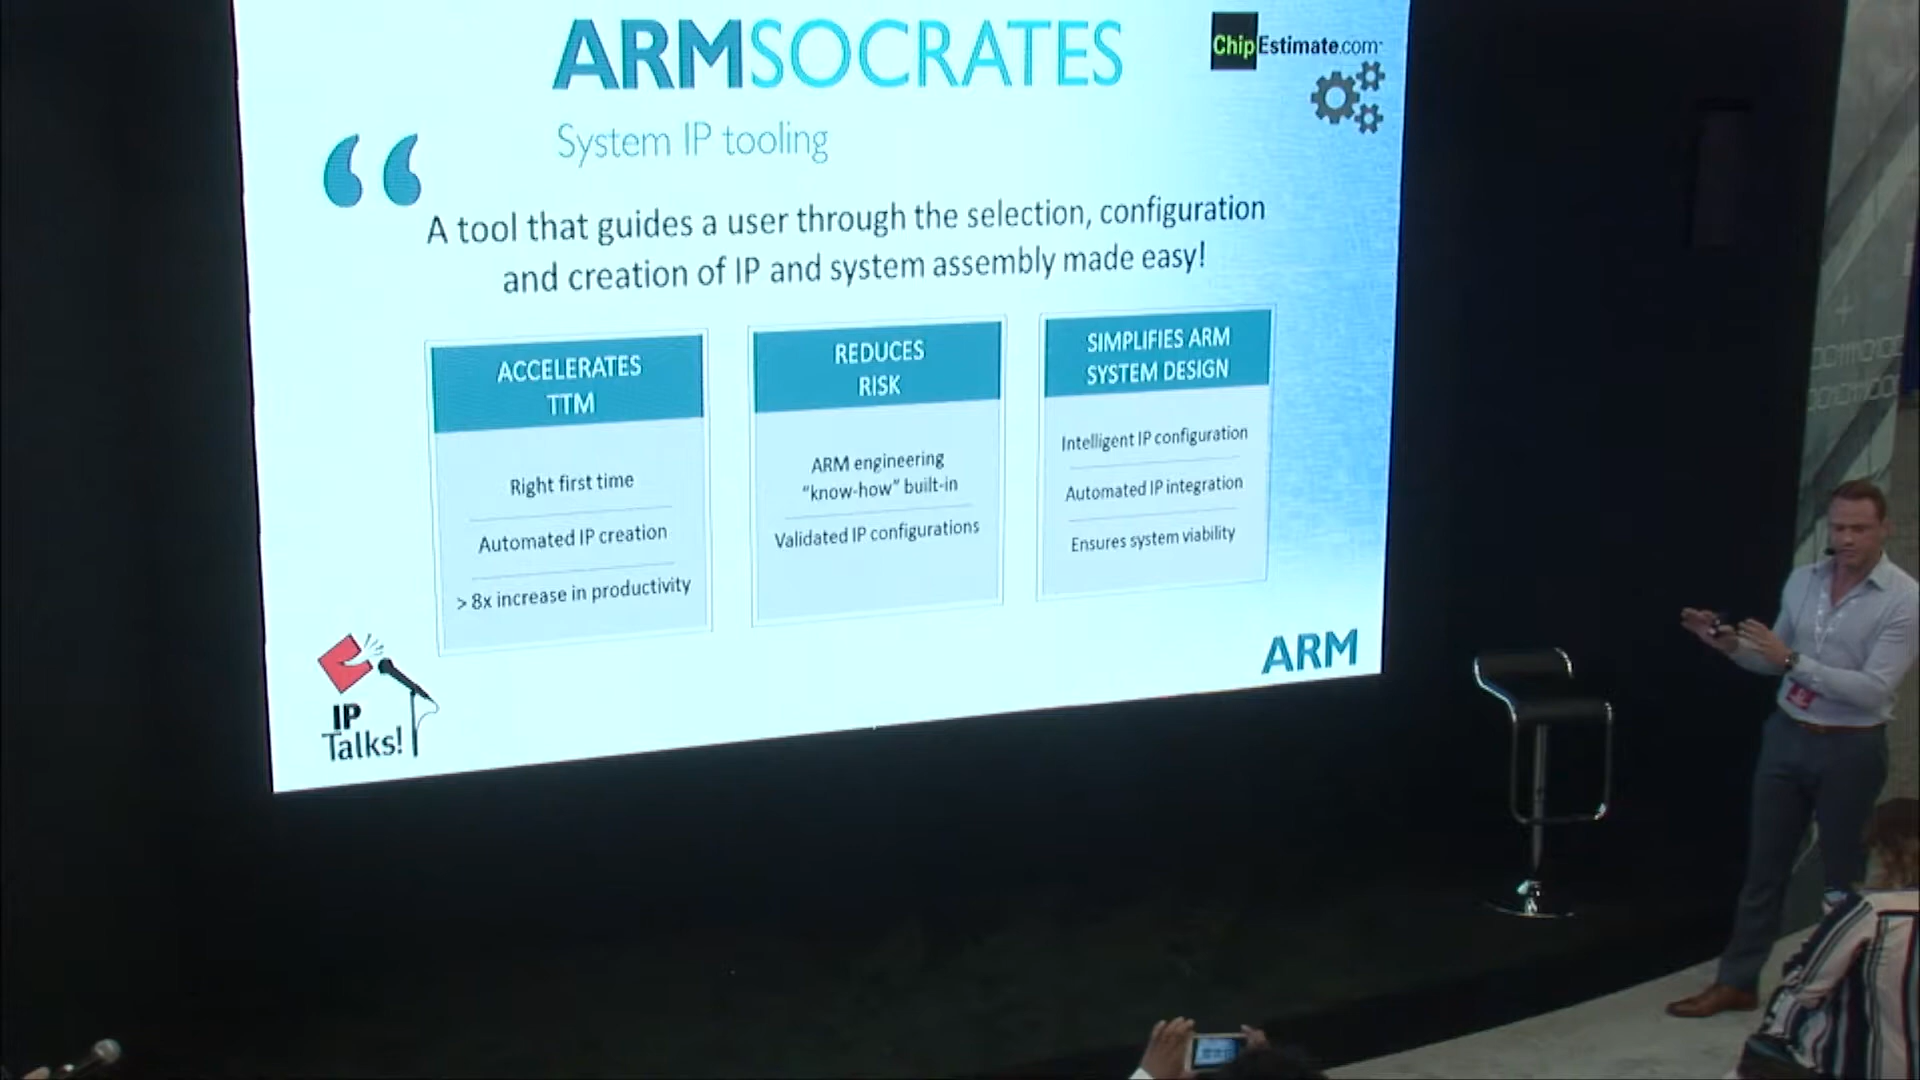 ARMSOCRATES
ChipEstimate.com
System IP tooling
“
A tool that guides a user through the selection, configuration
and creation of IP and system assembly made easy!
ACCELERATES
TTM
Right first time
Automated IP creation
> 8x increase in productivity
REDUCES
RISK
ARM engineering
“know-how” built-in
Validated IP configurations
SIMPLIFIES ARM
SYSTEM DESIGN
Intelligent IP configuration
Automated IP integration
Ensures system viability
IP
Talks!
ARM